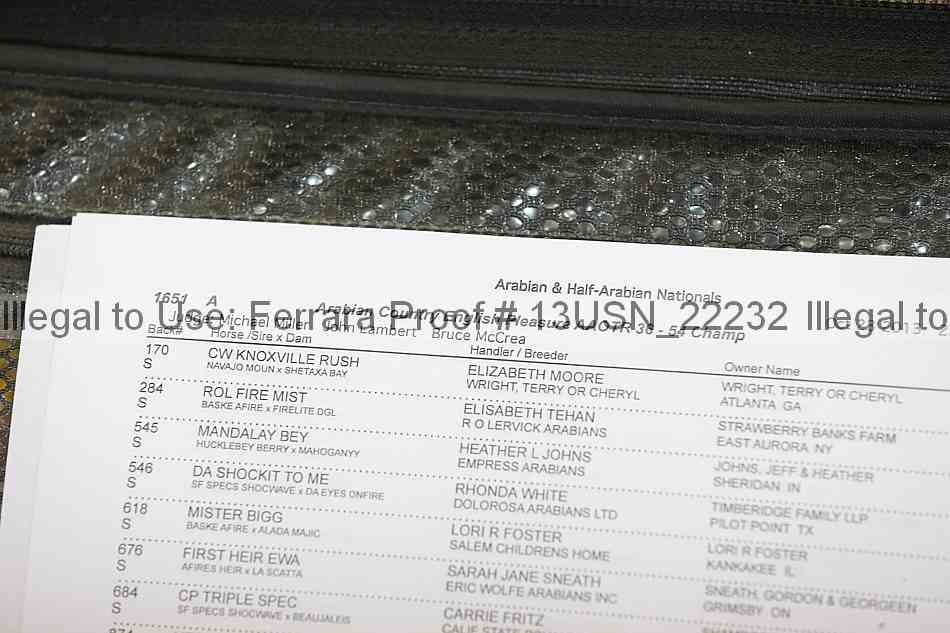 Arabian & Half-Arabian Nationals
1651 A Arabian Country English Pleasure AAOTR 36 - 54 Champ
Illegal to Use: Ferrara Proof # 13USN_22232 Illegal to
Judge: Michael Miller John Lambert Bruce McCrea
Back# Horse /Sire x Dam Handler / Breeder Owner Name
170 CW KNOXVILLE RUSH ELIZABETH MOORE WRIGHT, TERRY OR CHERYL
S NAVAJO MOUN x SHETAXA BAY WRIGHT, TERRY OR CHERYL ATLANTA GA
284 ROL FIRE MIST ELISABETH TEHAN STRAWBERRY BANKS FARM
S BASKE AFIRE x FIRELITE DGL R O LERVICK ARABIANS EAST AURORA NY
545 MANDALAY BEY HEATHER L JOHNS JOHNS, JEFF & HEATHER
S HUCKLEBEY BERRY x MAHOGANYY EMPRESS ARABIANS SHERIDAN IN
546 DA SHOCKIT TO ME RHONDA WHITE TIMBERIDGE FAMILY LLP
S SF SPECS SHOCWAVE x DA EYES ONFIRE DOLOROSA ARABIANS LTD PILOT POINT TX
618 MISTER BIGG LORI R FOSTER LORI R FOSTER
S BASKE AFIRE x ALADA MAJIC SALEM CHILDRENS HOME KANKAKEE IL
676 FIRST HEIR EWA SARAH JANE SNEATH SNEATH, GORDON & GEORGEEN
S AFIRES HEIR x LA SCATTA ERIC WOLFE ARABIANS INC GRIMSBY ON
684 CP TRIPLE SPEC CARRIE FRITZ
S SF SPECS SHOCWAVE x BEAUJALEIS